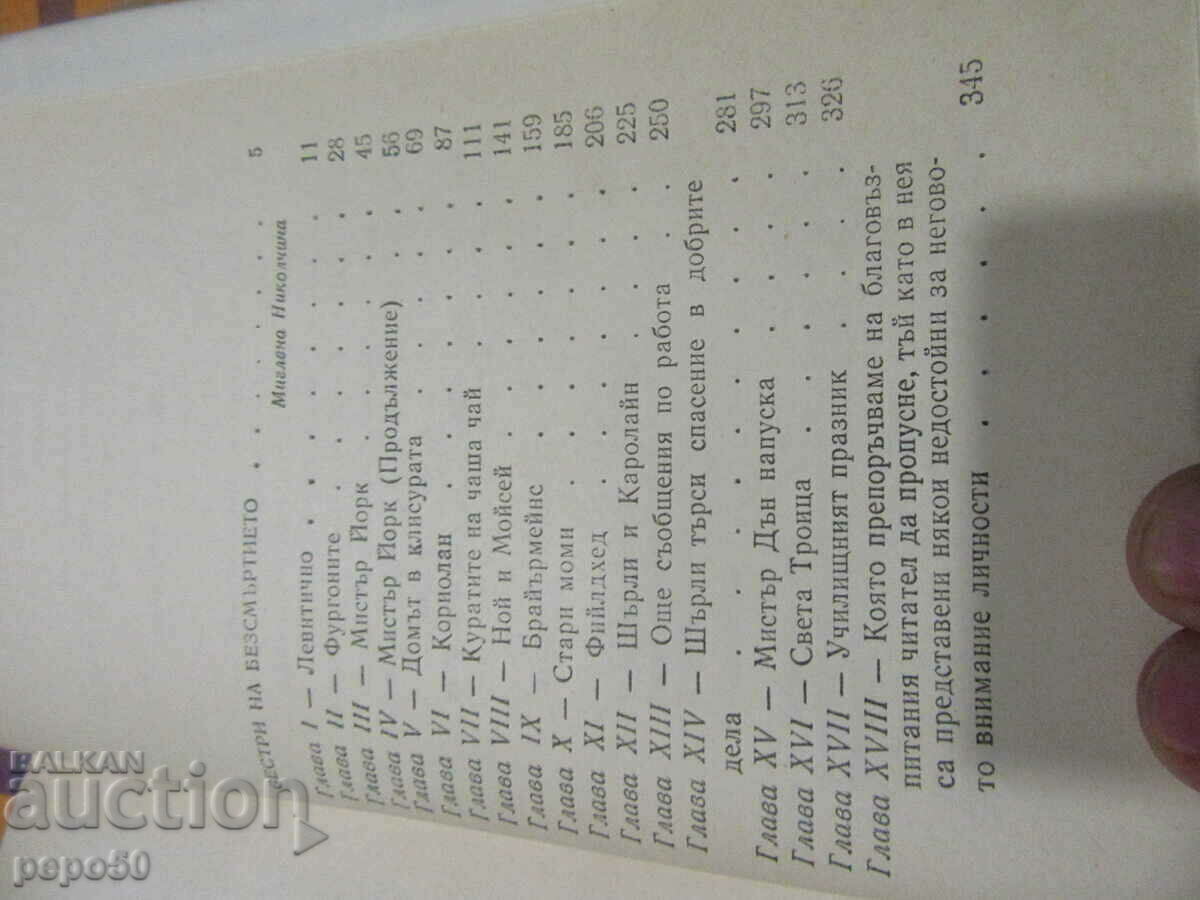 СЕСТРИ НА БЕЗСМЪРТИЕТО . . . . . . . . 5
Миглена Николчина
Глава I — Левитично . . . . . . . . 11
Глава II — Фургоните . . . . . . . . 28
Глава III — Мистър Йорк . . . . . . . 45
Глава IV — Мистър Йорк (Продължение) . . . 56
Глава V — Домът в клисурата . . . . . . 69
Глава VI — Кориолан . . . . . . . . 87
Глава VII — Куратите на чаша чай . . . . . 111
Глава VIII — Ной и Мойсей . . . . . . . 141
Глава IX — Брайърмейнс . . . . . . . 159
Глава X — Стари моми . . . . . . . 185
Глава XI — Фийлдхед . . . . . . . . 206
Глава XII — Шърли и Каролайн . . . . . 225
Глава XIII — Още съобщения по работа . . . 250
Глава XIV — Шърли търси спасение в добрите
дела . . . . . . . . . . . 281
Глава XV — Мистър Дън напуска . . . . . 297
Глава XVI — Света Троица . . . . . . 313
Глава XVII — Училищният празник . . . . . 326
Глава XVIII — Която препоръчваме на благовъз-
питания читател да пропусне, тъй като в нея
са представени някои недостойни за негово-
то внимание личности . . . . . . . 345
BALKAN
auction
pepo50